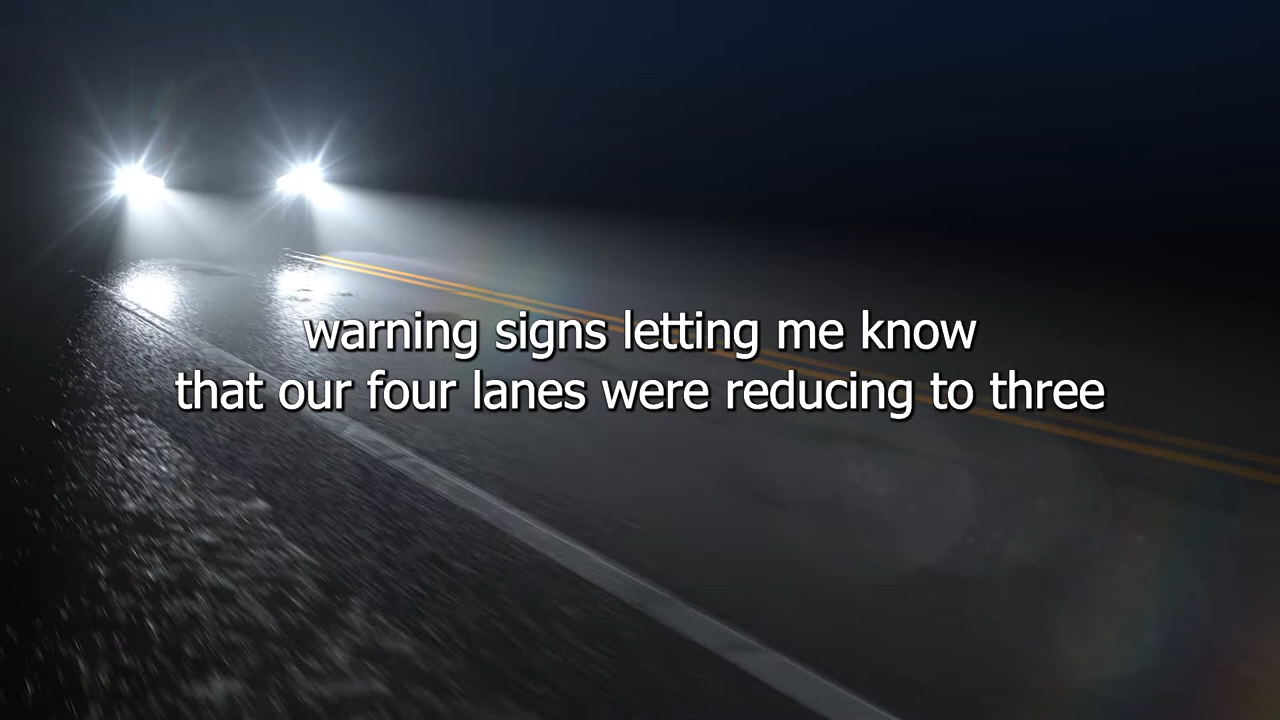 warning signs letting me know
that our four lanes were reducing to three